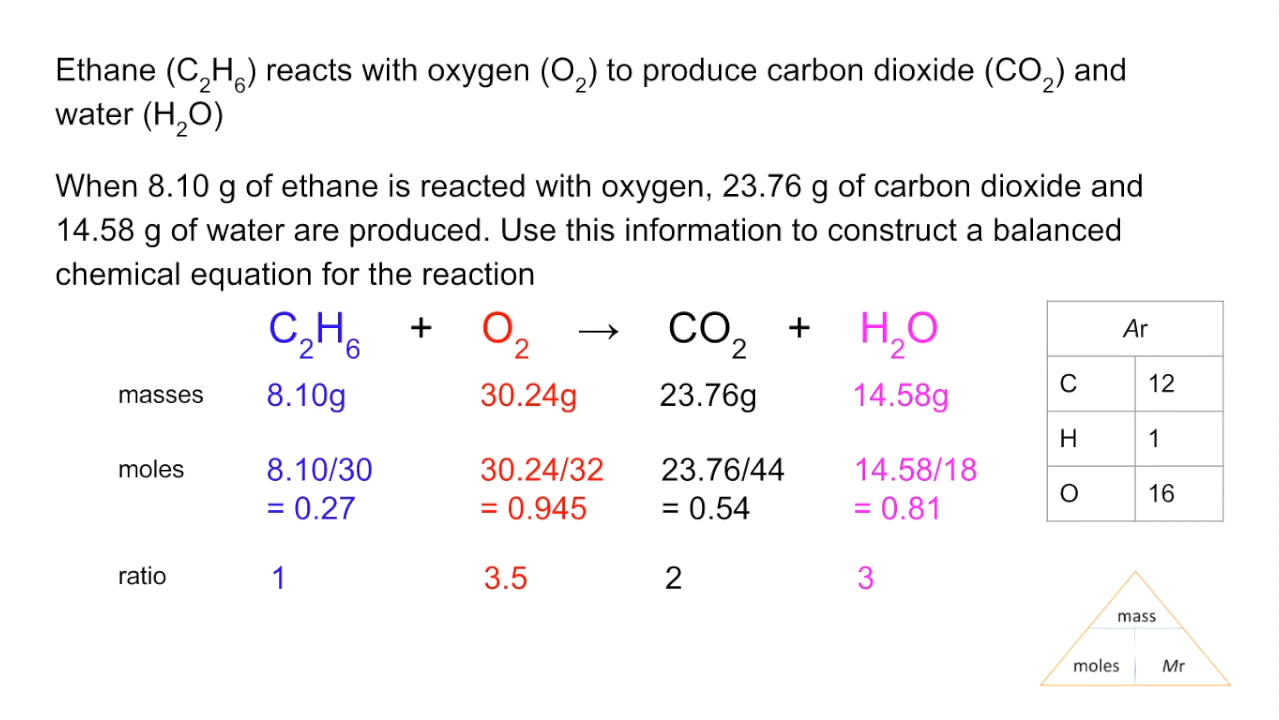 Ethane (C₂H₆) reacts with oxygen (O₂) to produce carbon dioxide (CO₂) and
water (H₂O)
When 8.10 g of ethane is reacted with oxygen, 23.76 g of carbon dioxide and
14.58 g of water are produced. Use this information to construct a balanced
chemical equation for the reaction
C₂H₆ + O₂ → CO₂ + H₂O
masses 8.10g 30.24g 23.76g 14.58g
moles 8.10/30 30.24/32 23.76/44 14.58/18
= 0.27 = 0.945 = 0.54 = 0.81
ratio 1 3.5 2 3
Ar
C 12
H 1
O 16
mass
moles Mr